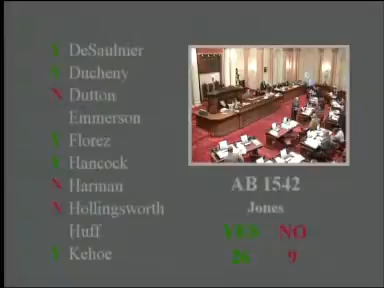 Y DeSaulnier
Y Ducheny
N Dutton
Emmerson
Y Florez
Y Hancock
N Harman
N Hollingsworth
Huff
Y Kehoe
AB 1542
Jones
YES NO
26 9